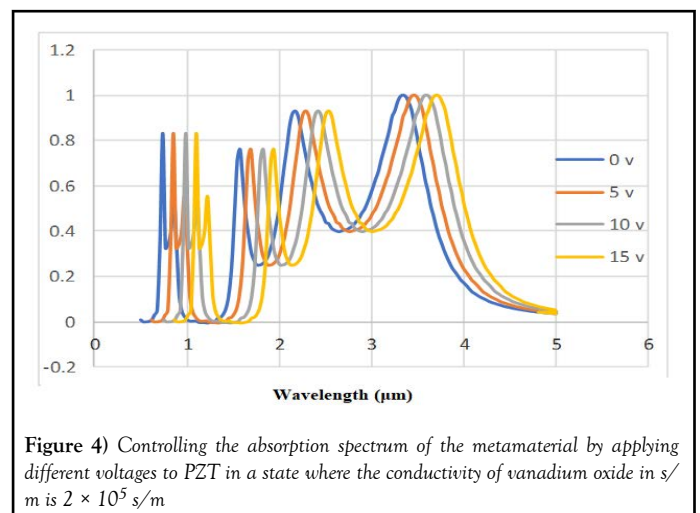 1.2
1
0.8
0.6
0.4
0.2
0
-0.2
0 1 2 3 4 5 6
0 v
5 v
10 v
15 v
Wavelength (µm)
Figure 4) Controlling the absorption spectrum of the metamaterial by applying
different voltages to PZT in a state where the conductivity of vanadium oxide in s/
m is 2 × 10⁵ s/m